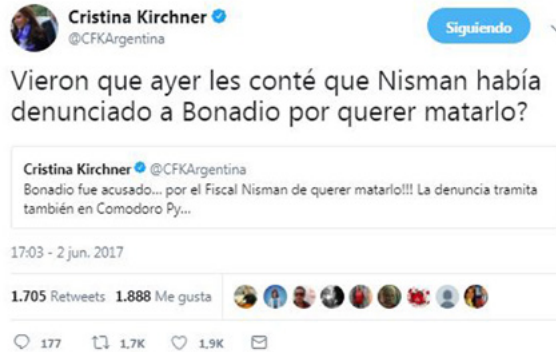 Cristina Kirchner
@CFKArgentina
Siguiendo
Vieron que ayer les conté que Nisman había
denunciado a Bonadio por querer matarlo?
Cristina Kirchner @CFKArgentina
Bonadio fue acusado... por el Fiscal Nisman de querer matarlo!!! La denuncia tramita
también en Comodoro Py...
17:03 - 2 jun. 2017
1.705 Retweets 1.888 Me gusta
177 1,7K 1,9K